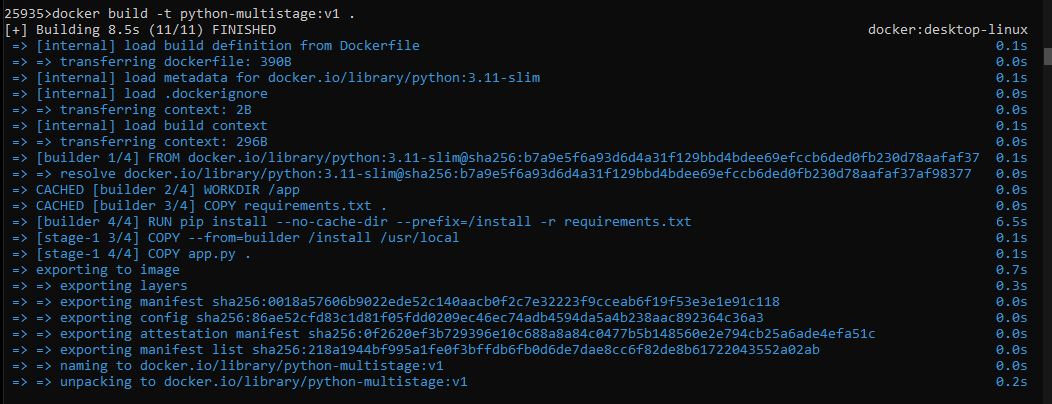 25935>docker build -t python-multistage:v1 .
[+] Building 8.5s (11/11) FINISHED docker:desktop-linux
=> [internal] load build definition from Dockerfile 0.1s
=> => transferring dockerfile: 390B 0.0s
=> [internal] load metadata for docker.io/library/python:3.11-slim 0.1s
=> [internal] load .dockerignore 0.0s
=> => transferring context: 2B 0.0s
=> [internal] load build context 0.1s
=> => transferring context: 296B 0.0s
=> [builder 1/4] FROM docker.io/library/python:3.11-slim@sha256:b7a9e5f6a93d6d4a31f129bbd4bdee69efccb6ded0fb230d78aafaf37 0.1s
=> => resolve docker.io/library/python:3.11-slim@sha256:b7a9e5f6a93d6d4a31f129bbd4bdee69efccb6ded0fb230d78aafaf37af98377 0.0s
=> CACHED [builder 2/4] WORKDIR /app 0.0s
=> CACHED [builder 3/4] COPY requirements.txt . 0.0s
=> [builder 4/4] RUN pip install --no-cache-dir --prefix=/install -r requirements.txt 6.5s
=> [stage-1 3/4] COPY --from=builder /install /usr/local 0.1s
=> [stage-1 4/4] COPY app.py . 0.1s
=> exporting to image 0.7s
=> => exporting layers 0.3s
=> => exporting manifest sha256:0018a57606b9022ede52c140aacb0f2c7e32223f9cceab6f19f53e3e1e91c118 0.0s
=> => exporting config sha256:86ae52cfd83c1d81f05fdd0209ec46ec74adb4594da5a4b238aac892364c36a3 0.0s
=> => exporting attestation manifest sha256:0f2620ef3b729396e10c688a8a84c0477b5b148560e2e794cb25a6ade4efa51c 0.0s
=> => exporting manifest list sha256:218a1944bf995a1fe0f3bffdb6fb0d6de7dae8cc6f82de8b61722043552a02ab 0.0s
=> => naming to docker.io/library/python-multistage:v1 0.0s
=> => unpacking to docker.io/library/python-multistage:v1 0.2s